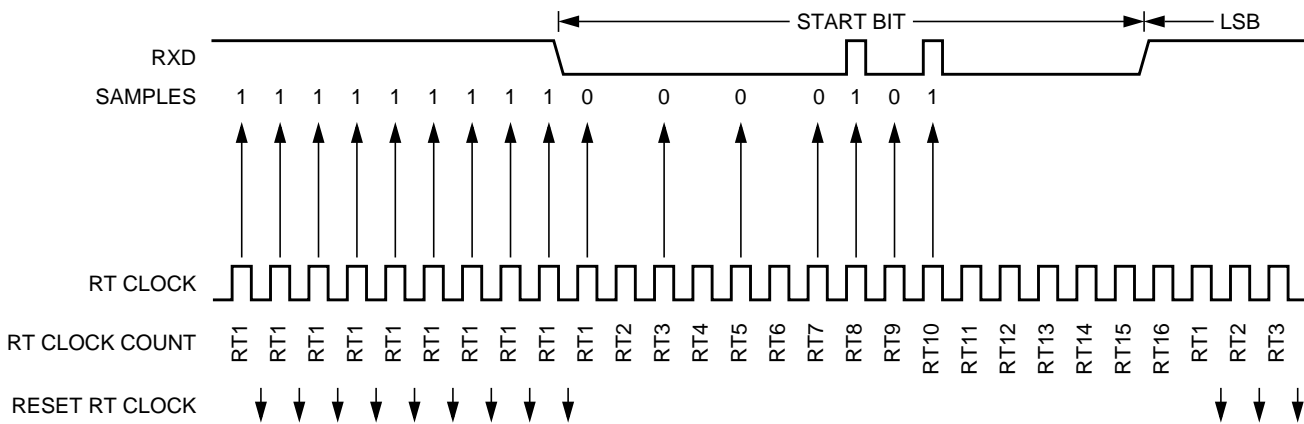 START BIT LSB
RXD
SAMPLES 1 1 1 1 1 1 1 1 1 0 0 0 0 1 0 1
RT CLOCK
RT CLOCK COUNT RT1 RT1 RT1 RT1 RT1 RT1 RT1 RT1 RT1 RT1 RT2 RT3 RT4 RT5 RT6 RT7 RT8 RT9 RT10 RT11 RT12 RT13 RT14 RT15 RT16 RT1 RT2 RT3
RESET RT CLOCK